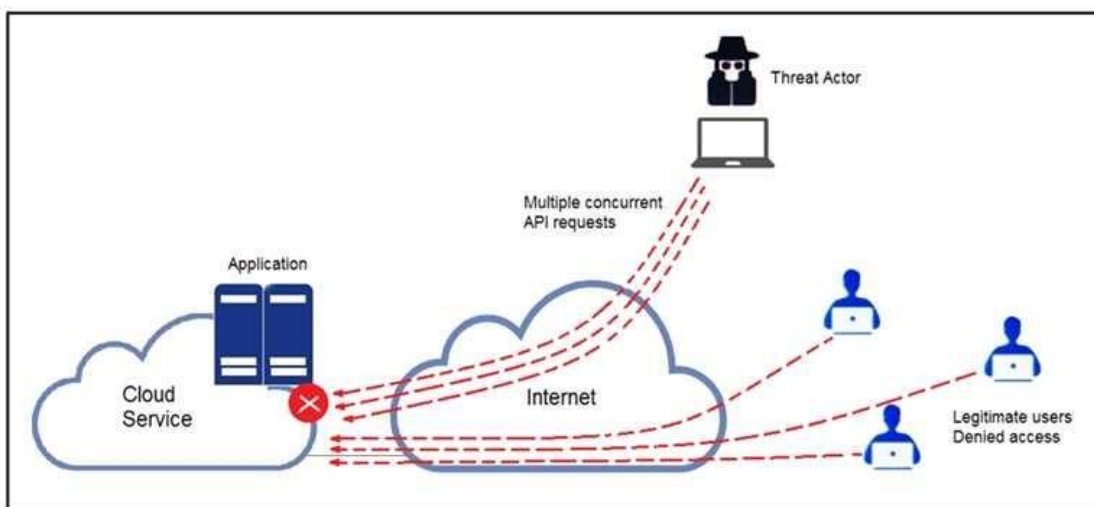 Threat Actor
Multiple concurrent
API requests
Application
Cloud
Service
Internet
Legitimate users
Denied access